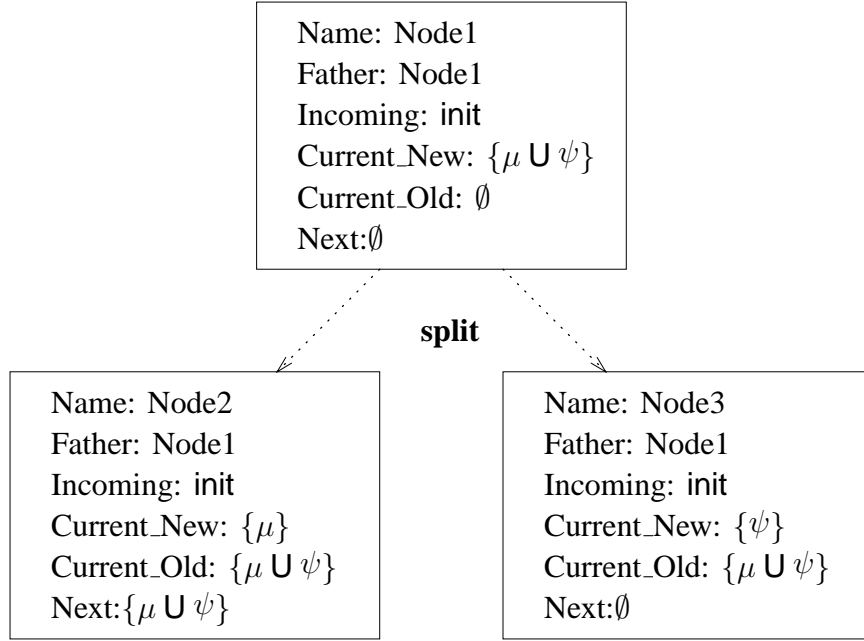 Name: Node1
Father: Node1
Incoming: init
Current_New: {μ U ψ}
Current_Old: ∅
Next:∅
split
Name: Node2
Father: Node1
Incoming: init
Current_New: {μ}
Current_Old: {μ U ψ}
Next:{μ U ψ}
Name: Node3
Father: Node1
Incoming: init
Current_New: {ψ}
Current_Old: {μ U ψ}
Next:∅